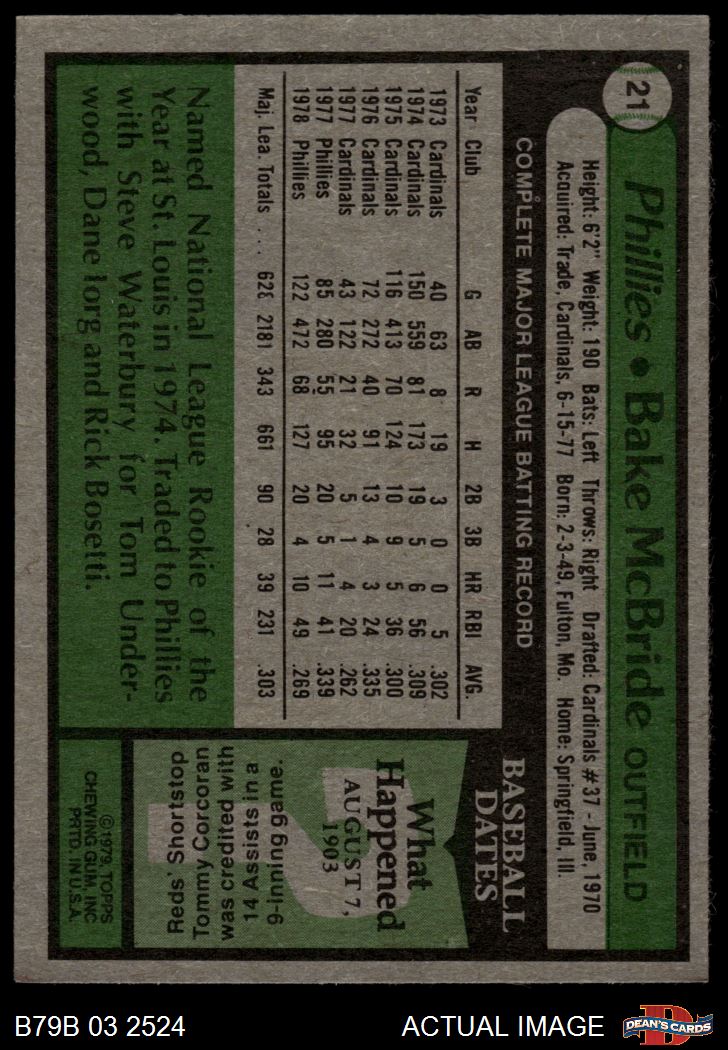 21
Phillies • Bake McBride OUTFIELD
Height: 6'2" Weight: 190 Bats: Left Throws: Right Drafted: Cardinals #37 - June, 1970
Acquired: Trade, Cardinals, 6-15-77 Born: 2-3-49, Fulton, Mo. Home: Springfield, Ill.
COMPLETE MAJOR LEAGUE BATTING RECORD
Year Club G AB R H 2B 3B HR RBI AVG.
1973 Cardinals 40 63 8 19 3 0 0 5 .302
1974 Cardinals 150 559 81 173 19 5 6 56 .309
1975 Cardinals 116 413 70 124 10 9 5 36 .300
1976 Cardinals 72 272 40 91 13 4 3 24 .335
1977 Cardinals 43 122 21 32 5 1 4 20 .262
1977 Phillies 85 280 55 95 20 5 11 41 .339
1978 Phillies 122 472 68 127 20 4 10 49 .269
Maj. Lea. Totals .... 628 2181 343 661 90 28 39 231 .303
Named National League Rookie of the
Year at St. Louis in 1974. Traded to Phillies
with Steve Waterbury for Tom Under-
wood, Dane Iorg and Rick Bosetti.
BASEBALL
DATES
What
Happened
AUGUST 7,
1903
?
Reds' Shortstop
Tommy Corcoran
was credited with
14 Assists in a
9-inning game.
©1979, TOPPS
CHEWING GUM, INC
PRTD. IN U.S.A.
B79B 03 2524
ACTUAL IMAGE
D
DEAN'S CARDS